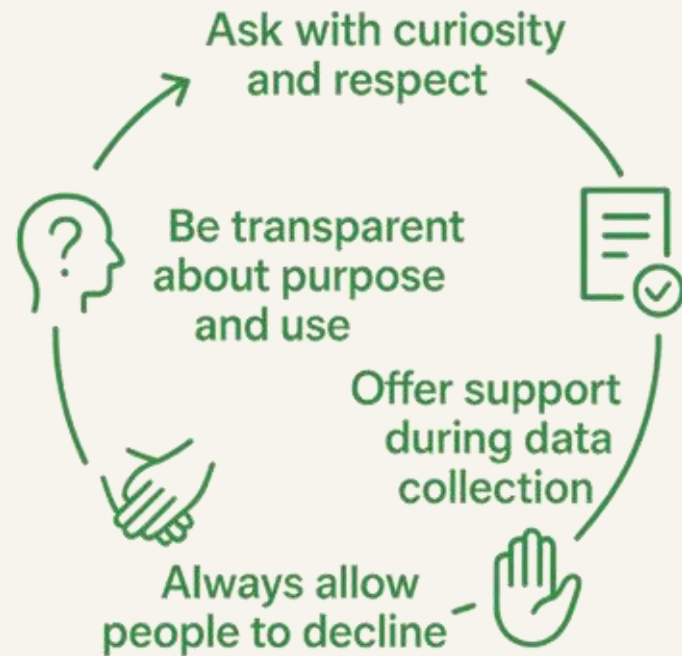 Ask with curiosity
and respect
?
Be transparent
about purpose
and use
Offer support
during data
collection
Always allow
people to decline